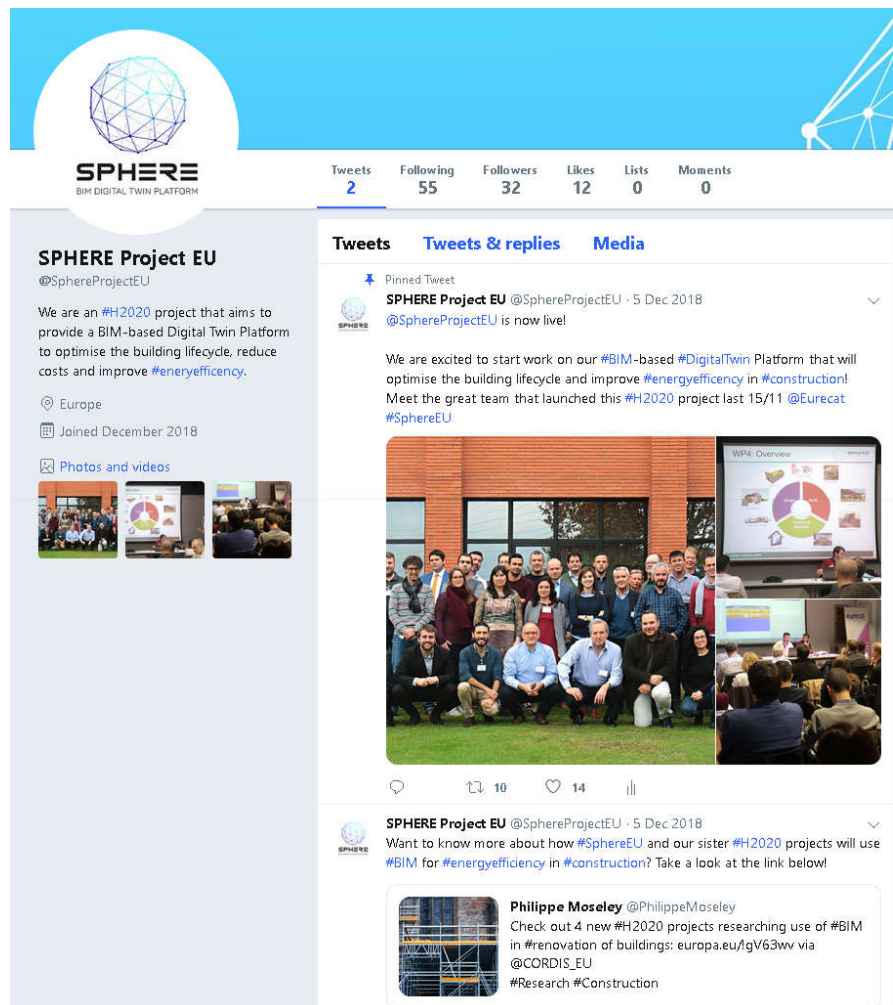 SPHERE
BIM DIGITAL TWIN PLATFORM
Tweets
2
Following
55
Followers
32
Likes
12
Lists
0
Moments
0
SPHERE Project EU
@SphereProjectEU
We are an #H2020 project that aims to
provide a BIM-based Digital Twin Platform
to optimise the building lifecycle, reduce
costs and improve #eneryefficency.
Europe
Joined December 2018
Photos and videos
Tweets Tweets & replies Media
Pinned Tweet
SPHERE
SPHERE Project EU @SphereProjectEU · 5 Dec 2018
@SphereProjectEU is now live!
We are excited to start work on our #BIM-based #DigitalTwin Platform that will
optimise the building lifecycle and improve #energyefficency in #construction!
Meet the great team that launched this #H2020 project last 15/11 @Eurecat
#SphereEU
WP4: Overview
SPHERE
10
14
SPHERE
SPHERE Project EU @SphereProjectEU · 5 Dec 2018
Want to know more about how #SphereEU and our sister #H2020 projects will use
#BIM for #energyefficiency in #construction? Take a look at the link below!
Philippe Moseley @PhilippeMoseley
Check out 4 new #H2020 projects researching use of #BIM
in #renovation of buildings: europa.eu/!gV63wv via
@CORDIS_EU
#Research #Construction